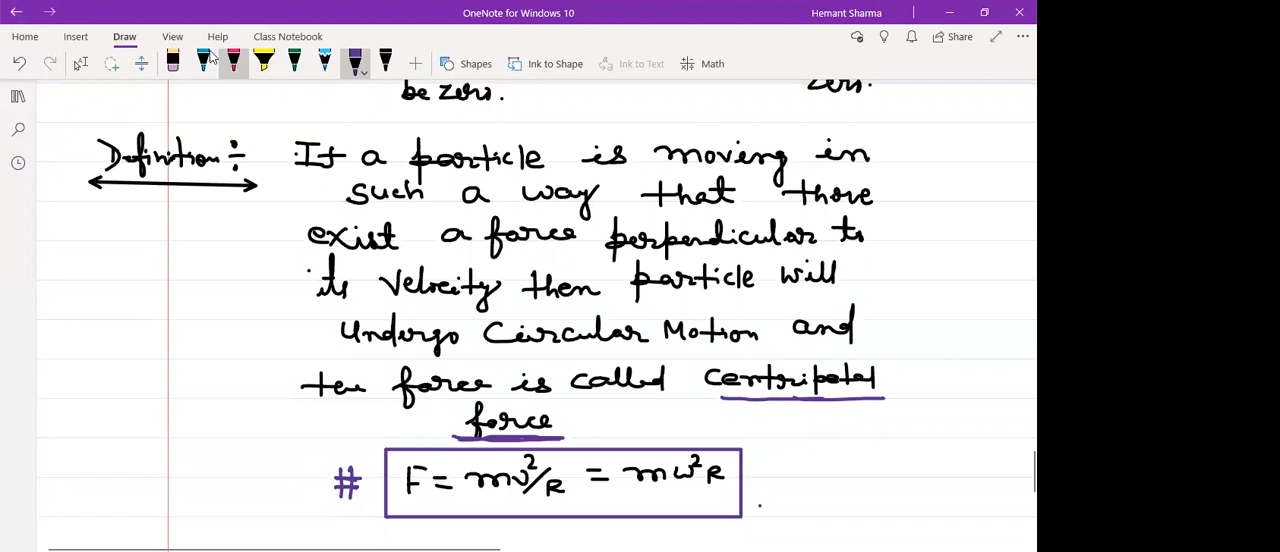 OneNote for Windows 10
Hemant Sharma
Home Insert Draw View Help Class Notebook
Share
Shapes Ink to Shape Ink to Text Math
be zero. zero.
Definition :- If a particle is moving in
such a way that there
exist a force perpendicular to
its velocity then particle will
undergo Circular Motion and
the force is called centripetal
force
# F = mv²/R = mω²R .